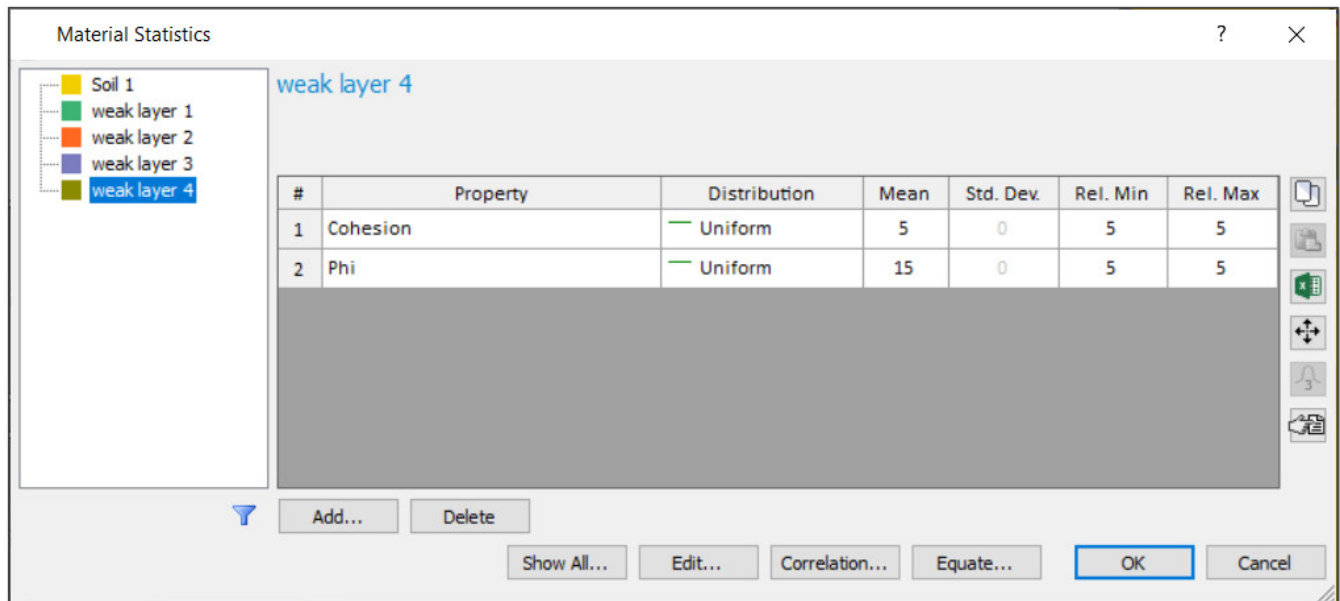 Material Statistics ? ×
Soil 1
weak layer 1
weak layer 2
weak layer 3
weak layer 4
weak layer 4
# Property Distribution Mean Std. Dev. Rel. Min Rel. Max
1 Cohesion Uniform 5 0 5 5
2 Phi Uniform 15 0 5 5
3
Add... Delete
Show All... Edit... Correlation... Equate... OK Cancel